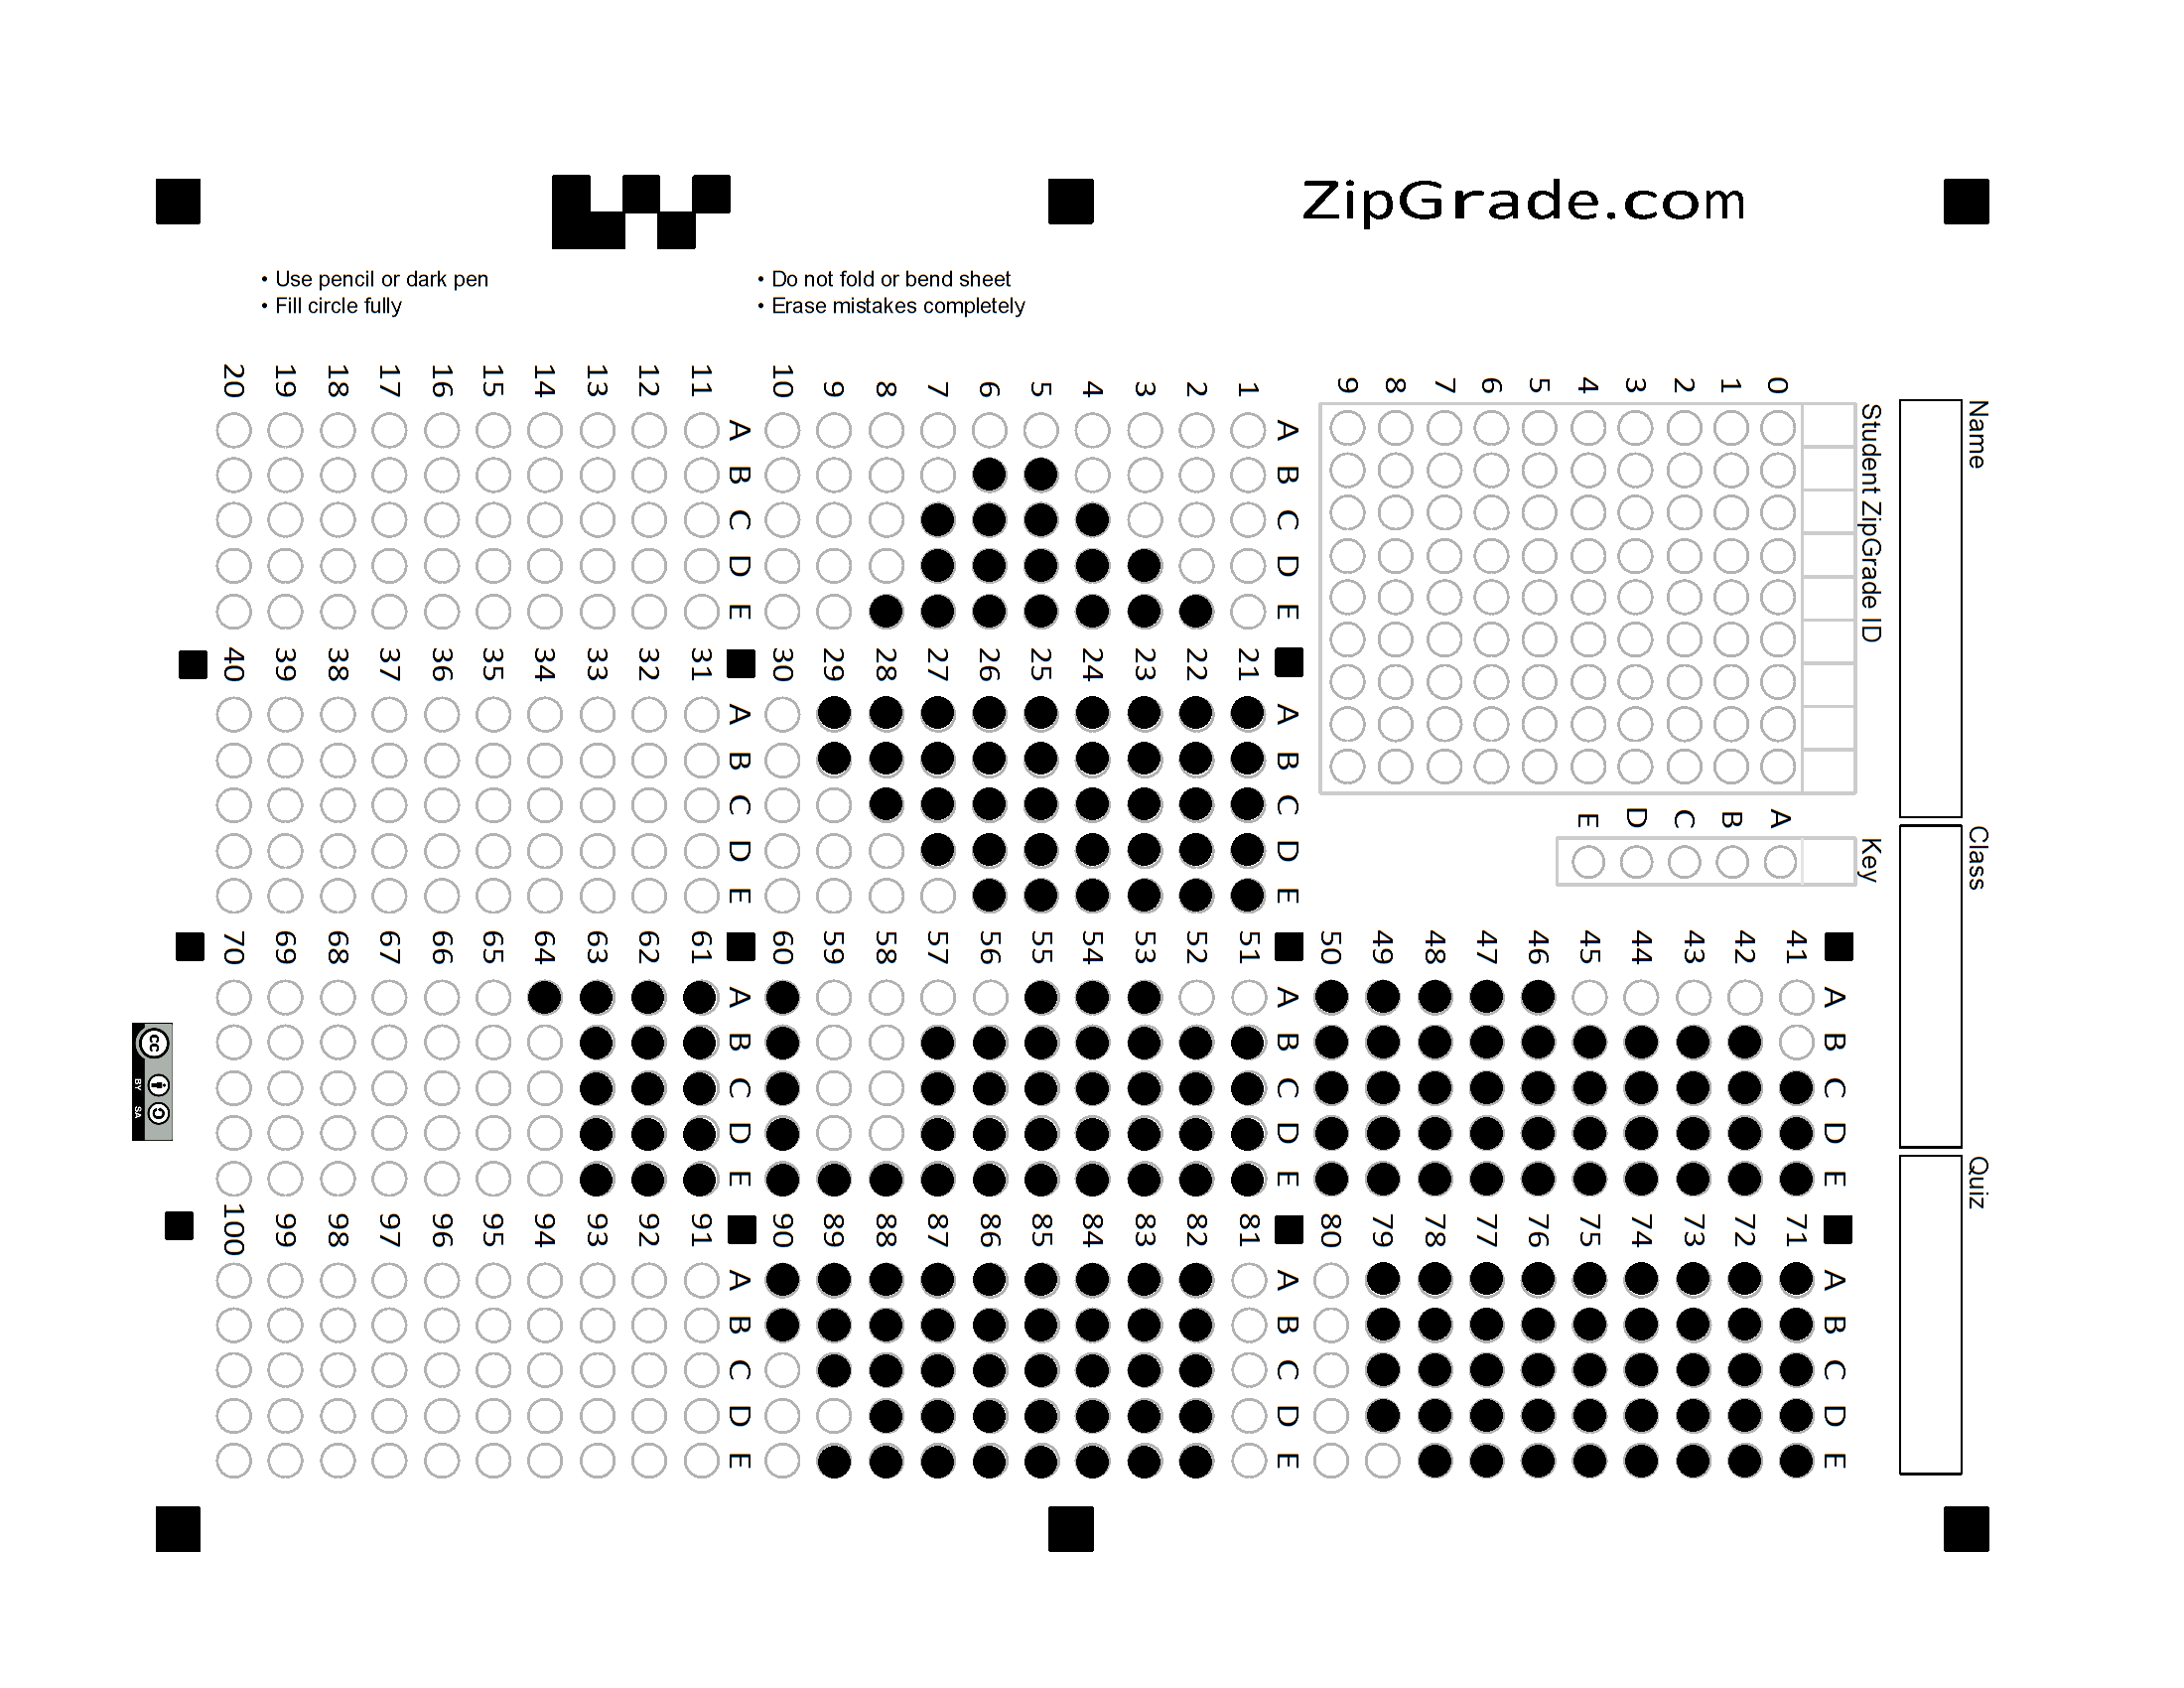 ZipGrade.com
• Use pencil or dark pen
• Fill circle fully
• Do not fold or bend sheet
• Erase mistakes completely
Name
Class
Quiz
Student ZipGrade ID
0 1 2 3 4 5 6 7 8 9
Key
A B C D E
1 2 3 4 5 6 7 8 9 10
A B C D E
11 12 13 14 15 16 17 18 19 20
A B C D E
21 22 23 24 25 26 27 28 29 30
A B C D E
31 32 33 34 35 36 37 38 39 40
A B C D E
41 42 43 44 45 46 47 48 49 50
A B C D E
51 52 53 54 55 56 57 58 59 60
A B C D E
61 62 63 64 65 66 67 68 69 70
A B C D E
71 72 73 74 75 76 77 78 79 80
A B C D E
81 82 83 84 85 86 87 88 89 90
A B C D E
91 92 93 94 95 96 97 98 99 100
A B C D E
cc
BY SA